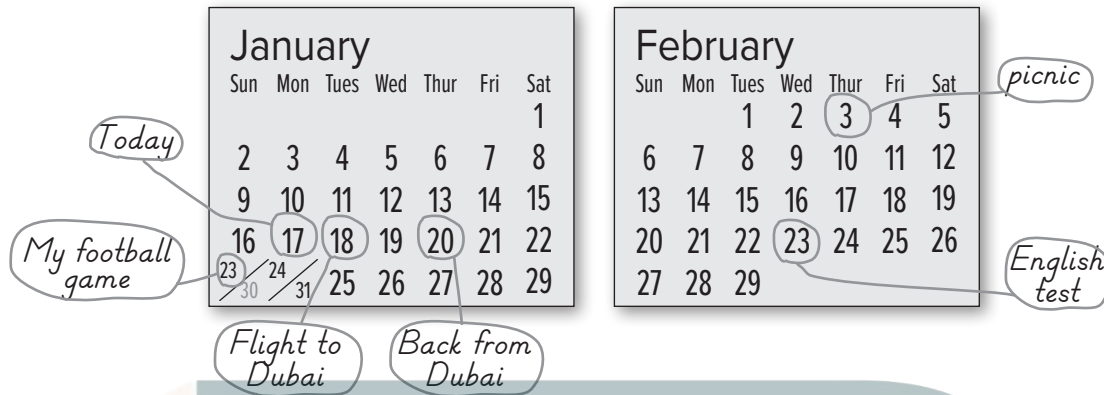 January
Sun Mon Tues Wed Thur Fri Sat
1
2 3 4 5 6 7 8
9 10 11 12 13 14 15
16 17 18 19 20 21 22
23/30 24/31 25 26 27 28 29
February
Sun Mon Tues Wed Thur Fri Sat
1 2 3 4 5
6 7 8 9 10 11 12
13 14 15 16 17 18 19
20 21 22 23 24 25 26
27 28 29
Today
My football
game
Flight to
Dubai
Back from
Dubai
picnic
English
test